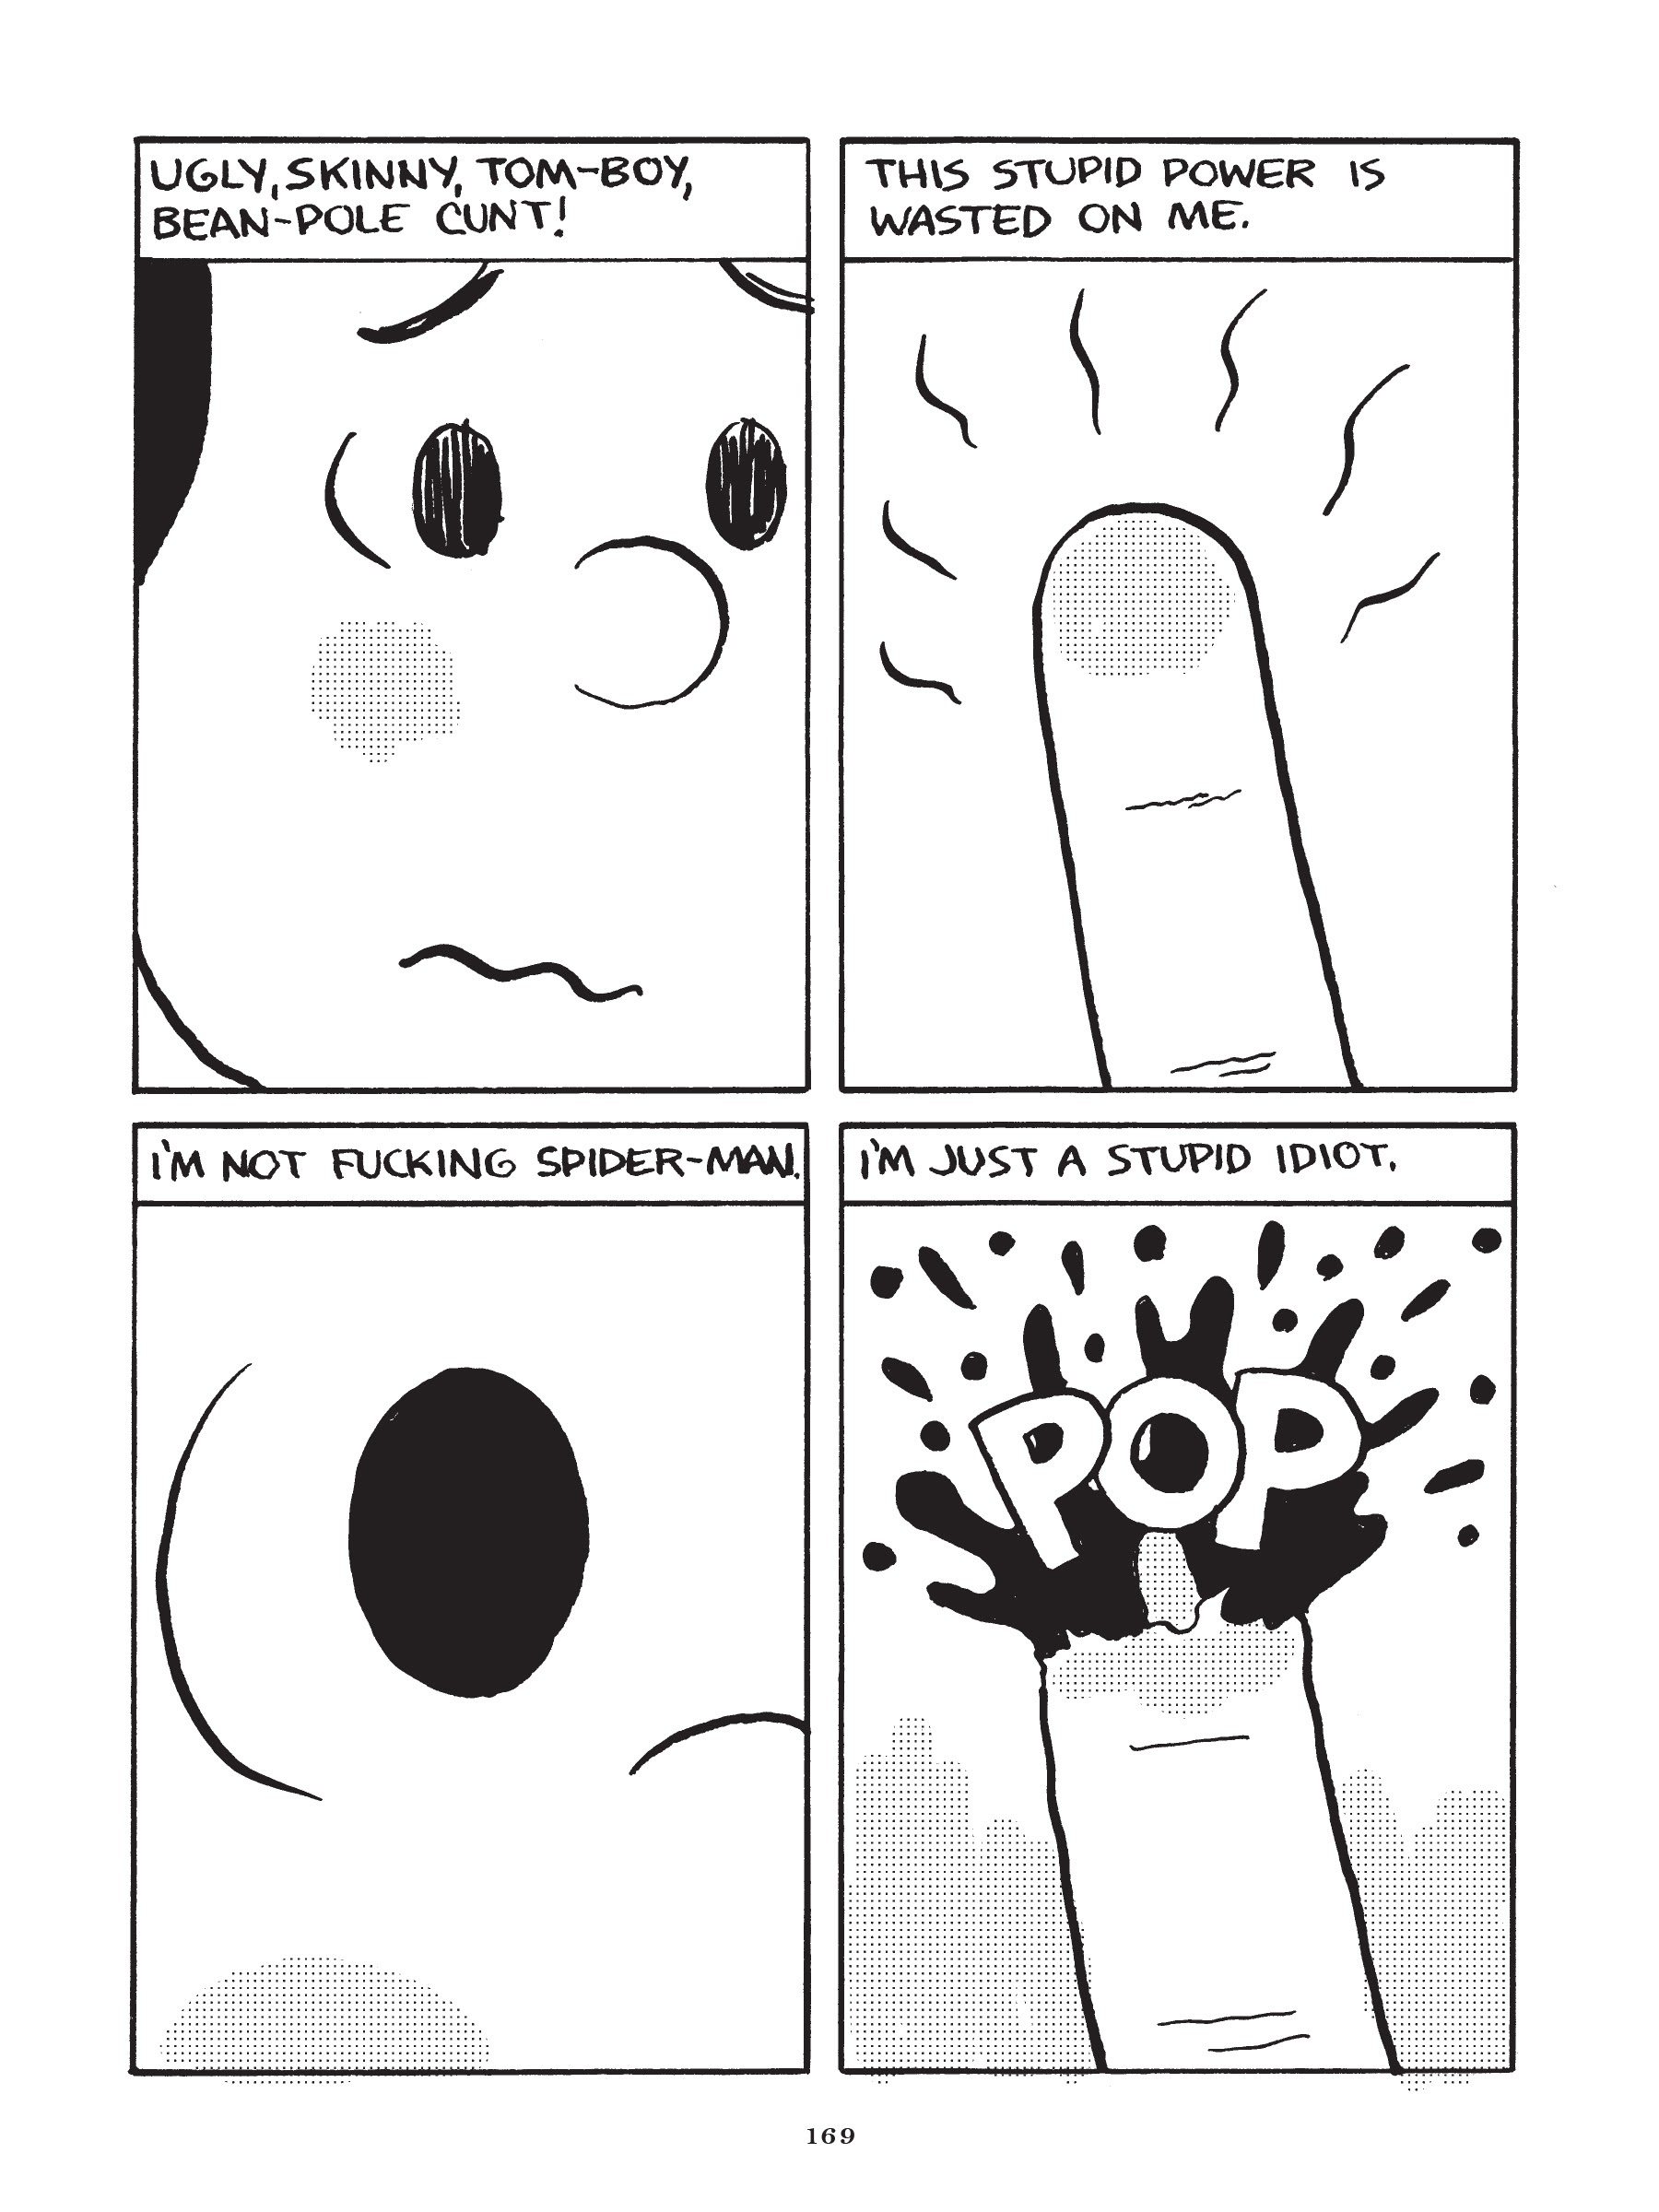 UGLY, SKINNY, TOM-BOY,
BEAN-POLE CUNT!
THIS STUPID POWER IS
WASTED ON ME.
I'M NOT FUCKING SPIDER-MAN.
I'M JUST A STUPID IDIOT.
POP
169